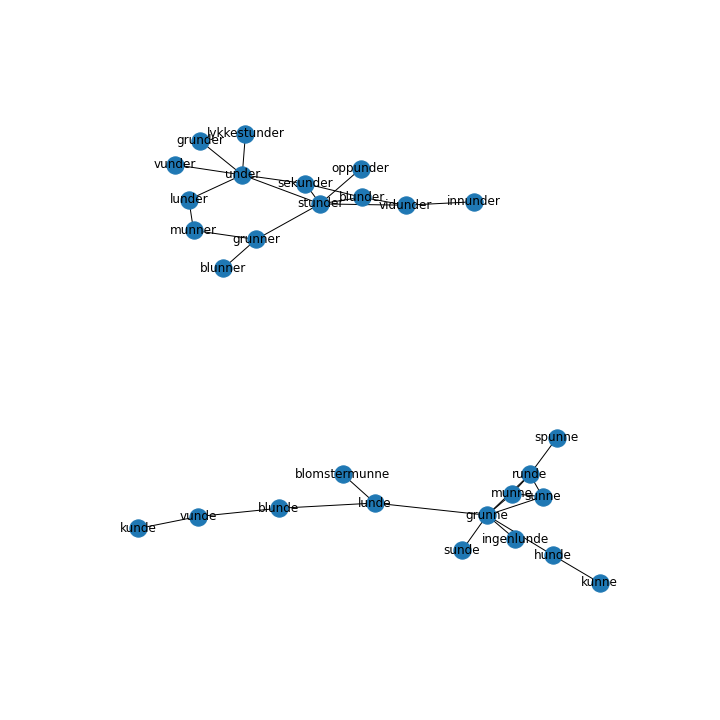 lykkestunder
grunder
vunder
oppunder
under
sekunder
blunder
lunder
stunder
vidunder
innunder
munner
grunner
blunner
spunne
blomstermunne
runde
munne
sunne
lunde
blunde
grunne
vunde
kunde
ingenlunde
sunde
hunde
kunne